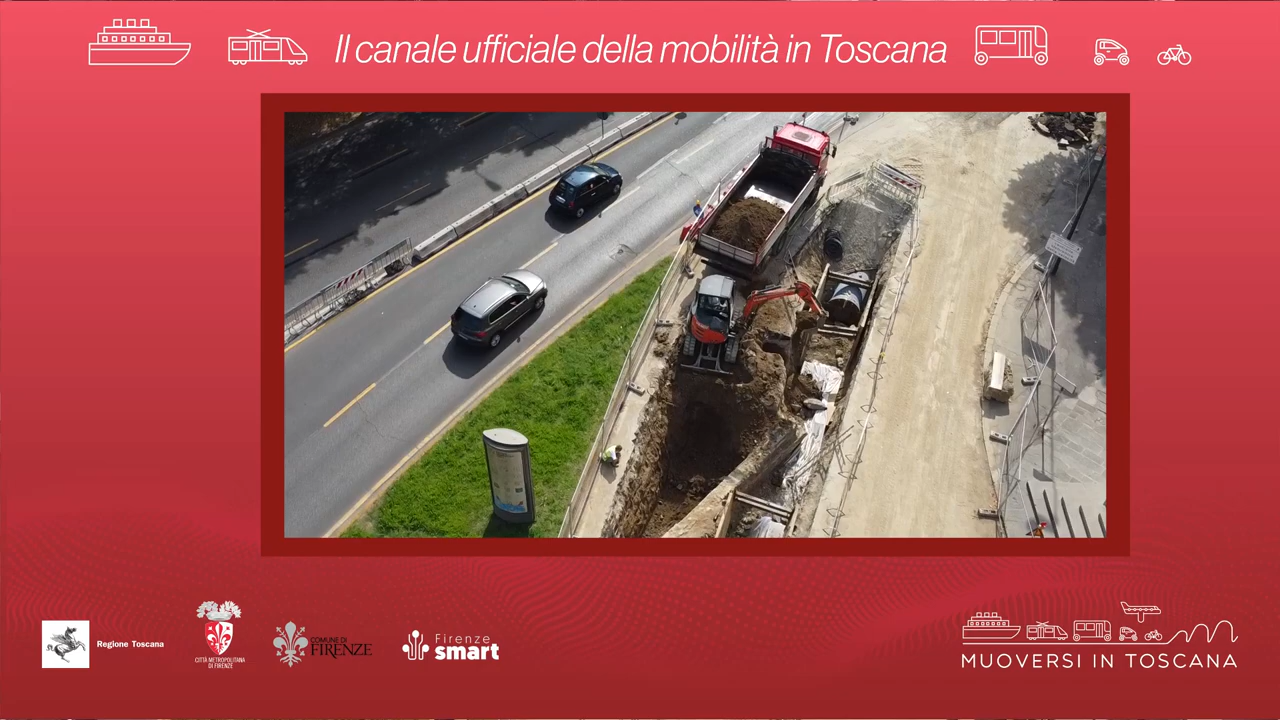 Il canale ufficiale della mobilità in Toscana
Regione Toscana
CITTÀ METROPOLITANA
DI FIRENZE
COMUNE DI
FIRENZE
Firenze
smart
MUOVERSI IN TOSCANA